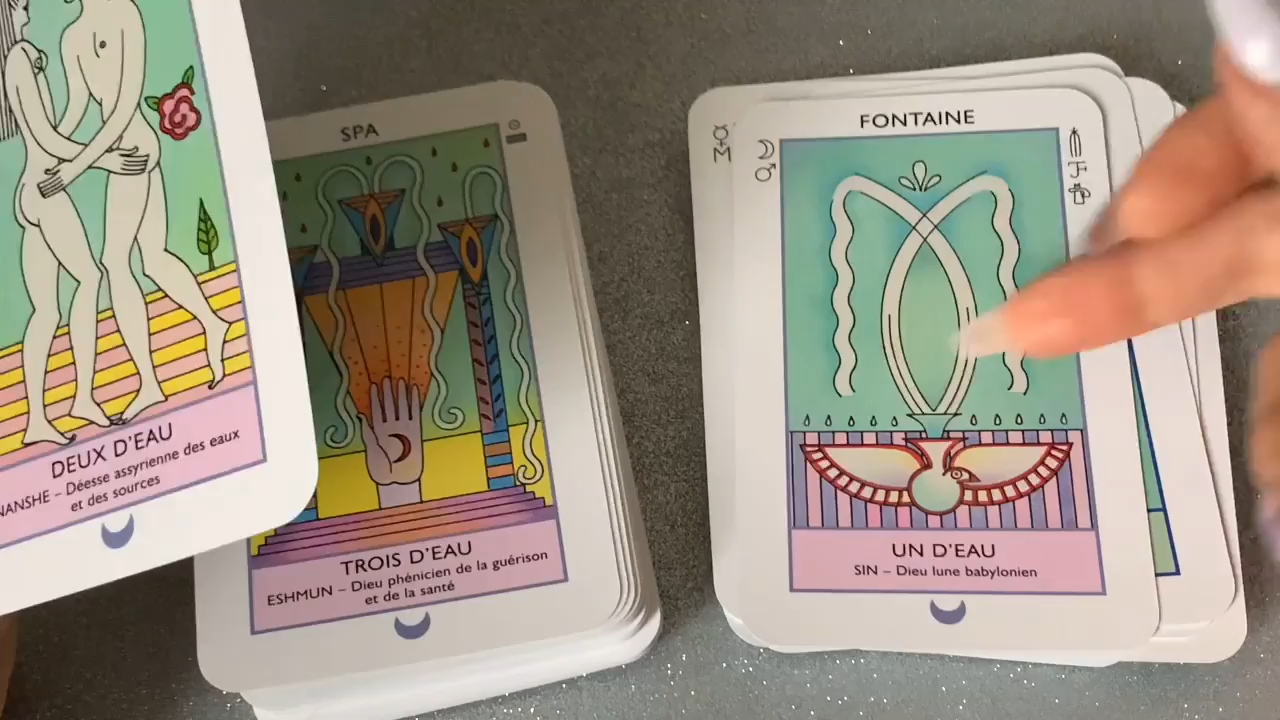 DEUX D'EAU
NANSHE – Déesse assyrienne des eaux
et des sources
SPA
TROIS D'EAU
ESHMUN – Dieu phénicien de la guérison
et de la santé
FONTAINE
UN D'EAU
SIN – Dieu lune babylonien